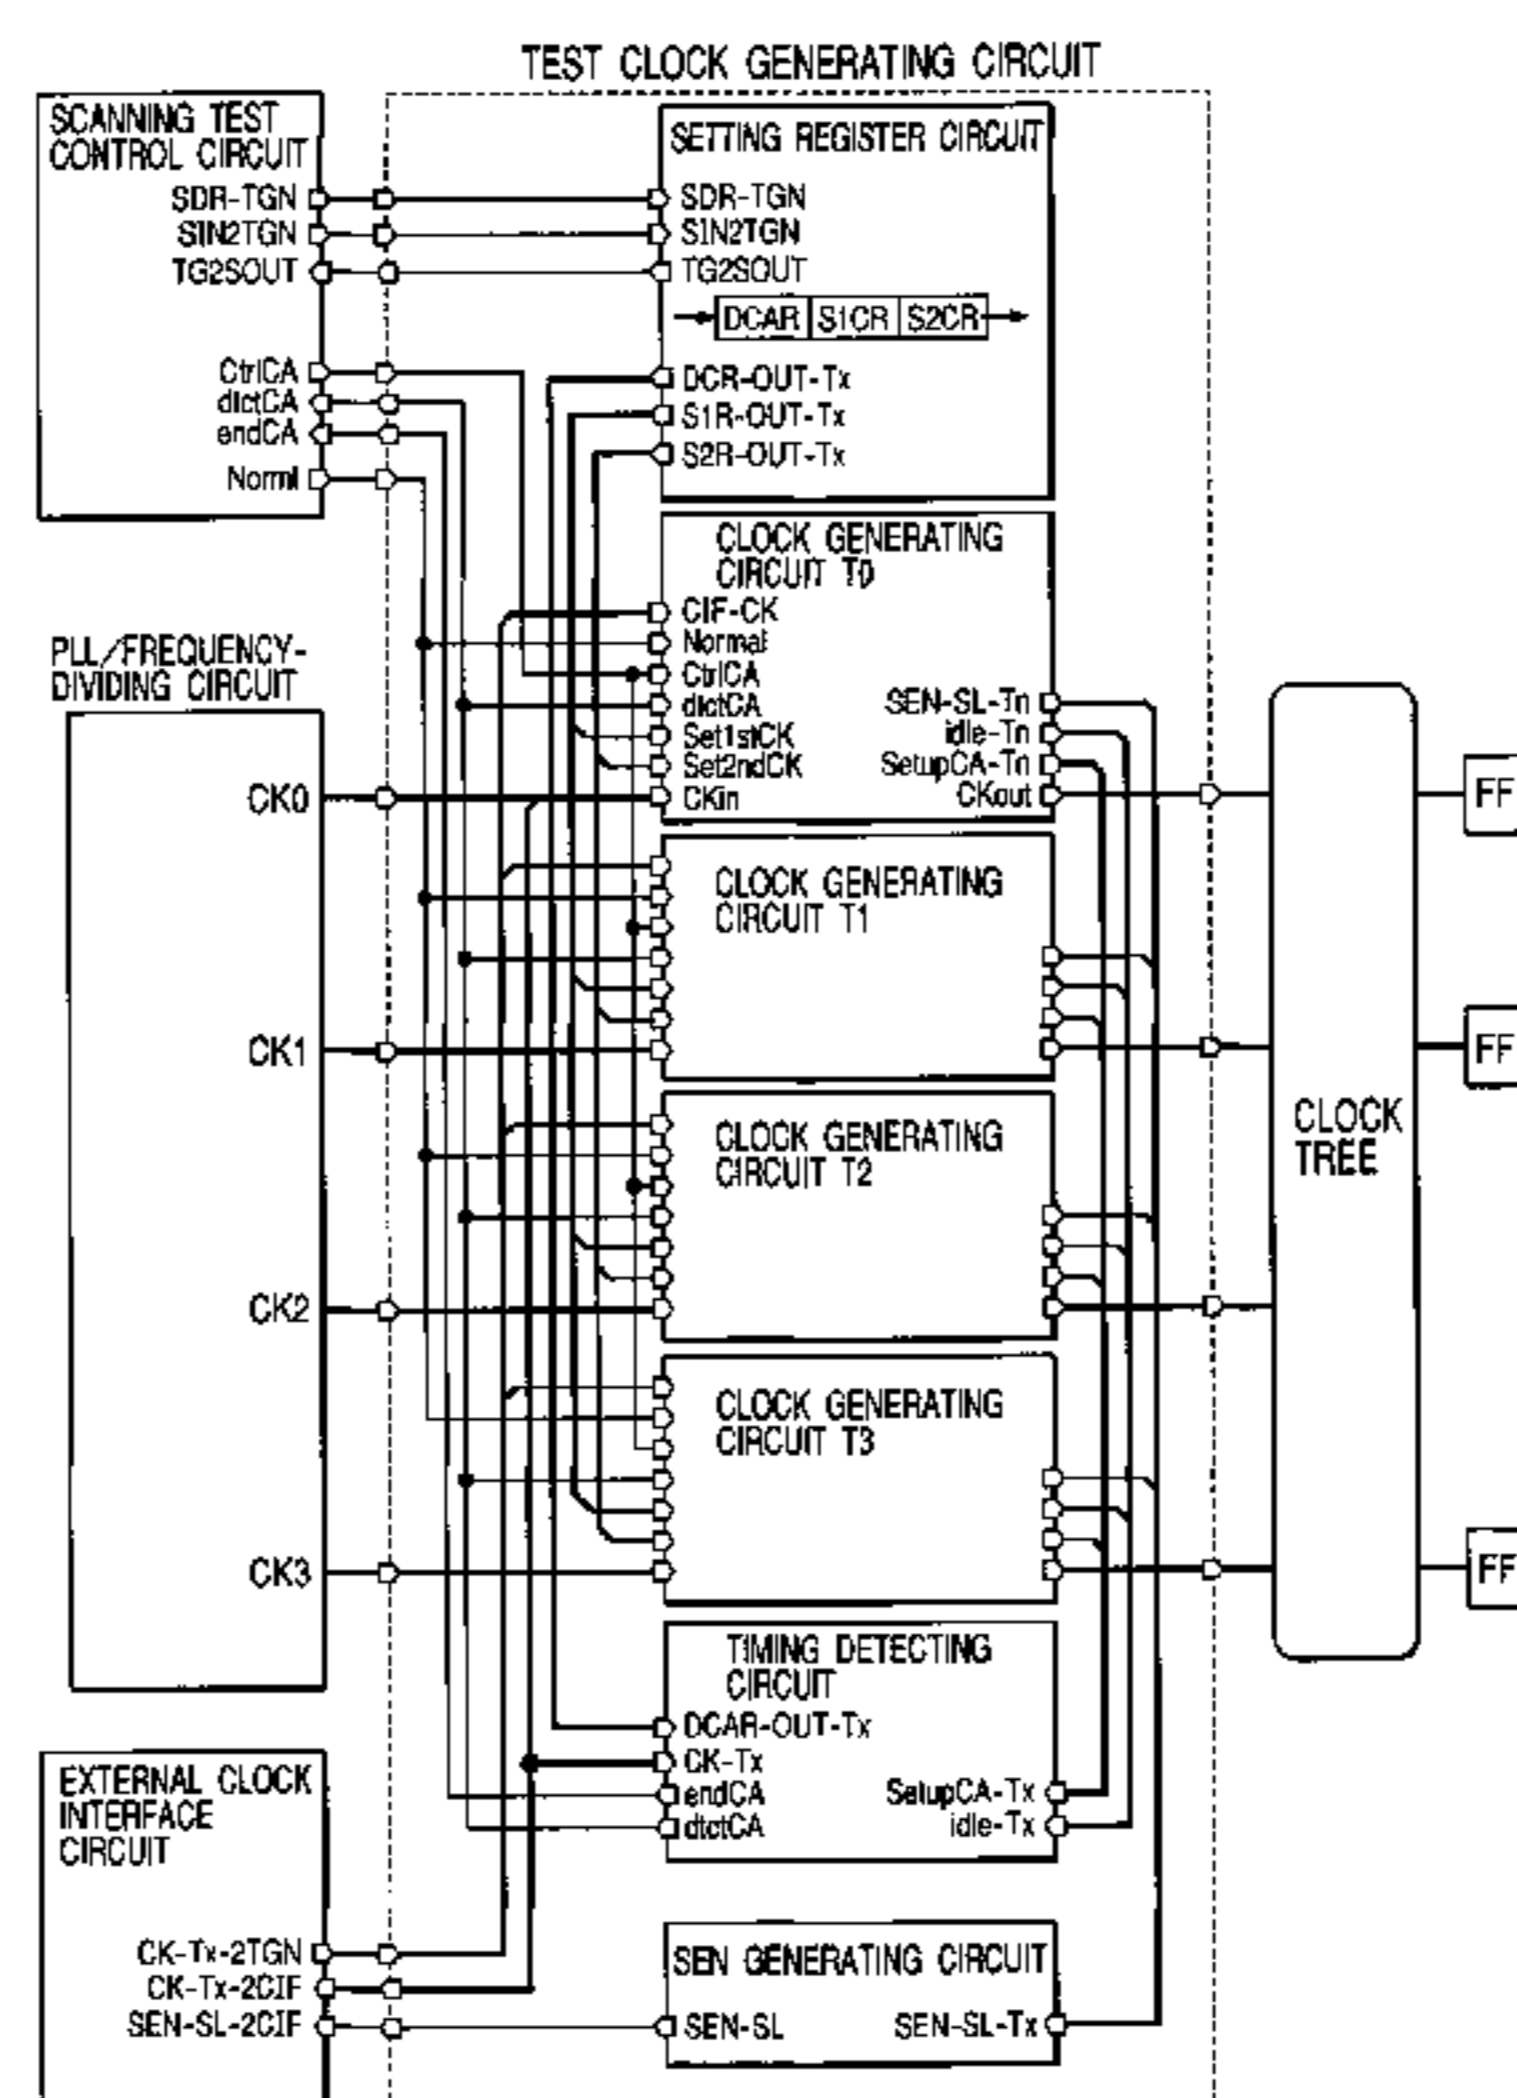 TEST CLOCK GENERATING CIRCUIT
SCANNING TEST
CONTROL CIRCUIT
SDR-TGN
SIN2TGN
TG2SOUT
CtrlCA
dictCA
endCA
Norml
SETTING REGISTER CIRCUIT
SDR-TGN
SIN2TGN
TG2SOUT
DCAR S1CR S2CR
DCR-OUT-Tx
S1R-OUT-Tx
S2R-OUT-Tx
CLOCK GENERATING
CIRCUIT T0
CIF-CK
Normal
CtrlCA
dictCA
Set1stCK
Set2ndCK
CKin
SEN-SL-Tn
idle-Tn
SetupCA-Tn
CKout
PLL/FREQUENCY-
DIVIDING CIRCUIT
CK0
CK1
CK2
CK3
CLOCK GENERATING
CIRCUIT T1
CLOCK GENERATING
CIRCUIT T2
CLOCK GENERATING
CIRCUIT T3
CLOCK
TREE
FF
FF
FF
TIMING DETECTING
CIRCUIT
DCAR-OUT-Tx
CK-Tx
endCA
dtctCA
SetupCA-Tx
idle-Tx
EXTERNAL CLOCK
INTERFACE
CIRCUIT
CK-Tx-2TGN
CK-Tx-2CIF
SEN-SL-2CIF
SEN GENERATING CIRCUIT
SEN-SL
SEN-SL-Tx